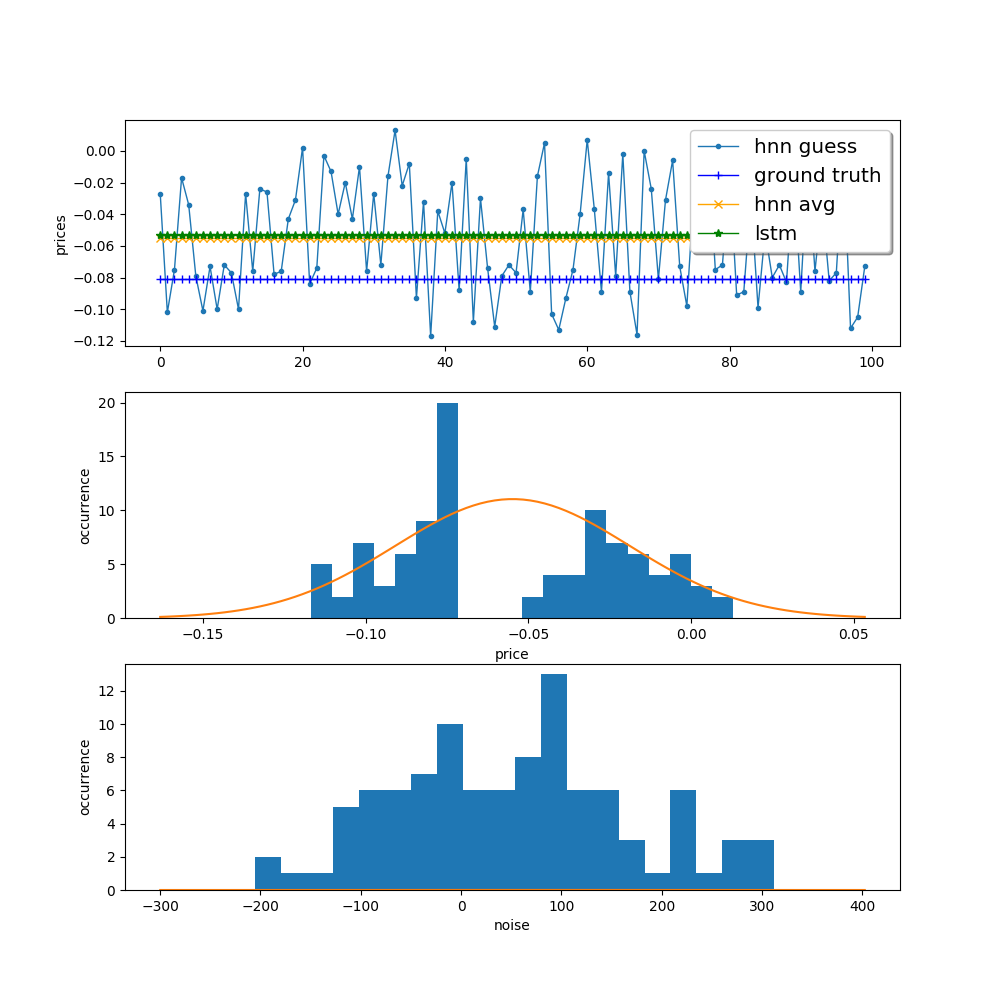 0.00
−0.02
−0.04
−0.06
−0.08
−0.10
−0.12
prices
hnn guess
ground truth
hnn avg
lstm
0 20 40 60 80 100
20
15
10
5
0
occurrence
−0.15 −0.10 −0.05 0.00 0.05
price
12
10
8
6
4
2
0
occurrence
−300 −200 −100 0 100 200 300 400
noise